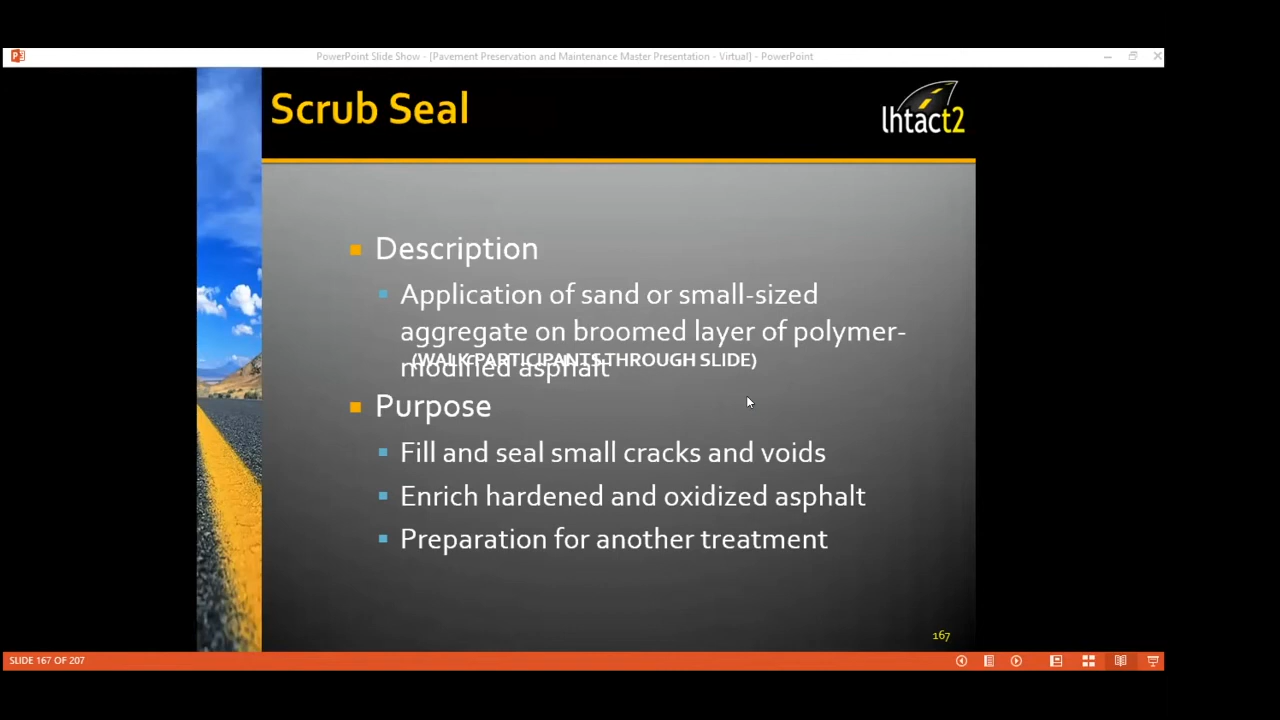 PowerPoint Slide Show - [Pavement Preservation and Maintenance Master Presentation - Virtual] - PowerPoint
Scrub Seal
lhtact2
Description
Application of sand or small-sized
aggregate on broomed layer of polymer-
modified asphalt
(WALK PARTICIPANTS THROUGH SLIDE)
Purpose
Fill and seal small cracks and voids
Enrich hardened and oxidized asphalt
Preparation for another treatment
167
SLIDE 167 OF 207